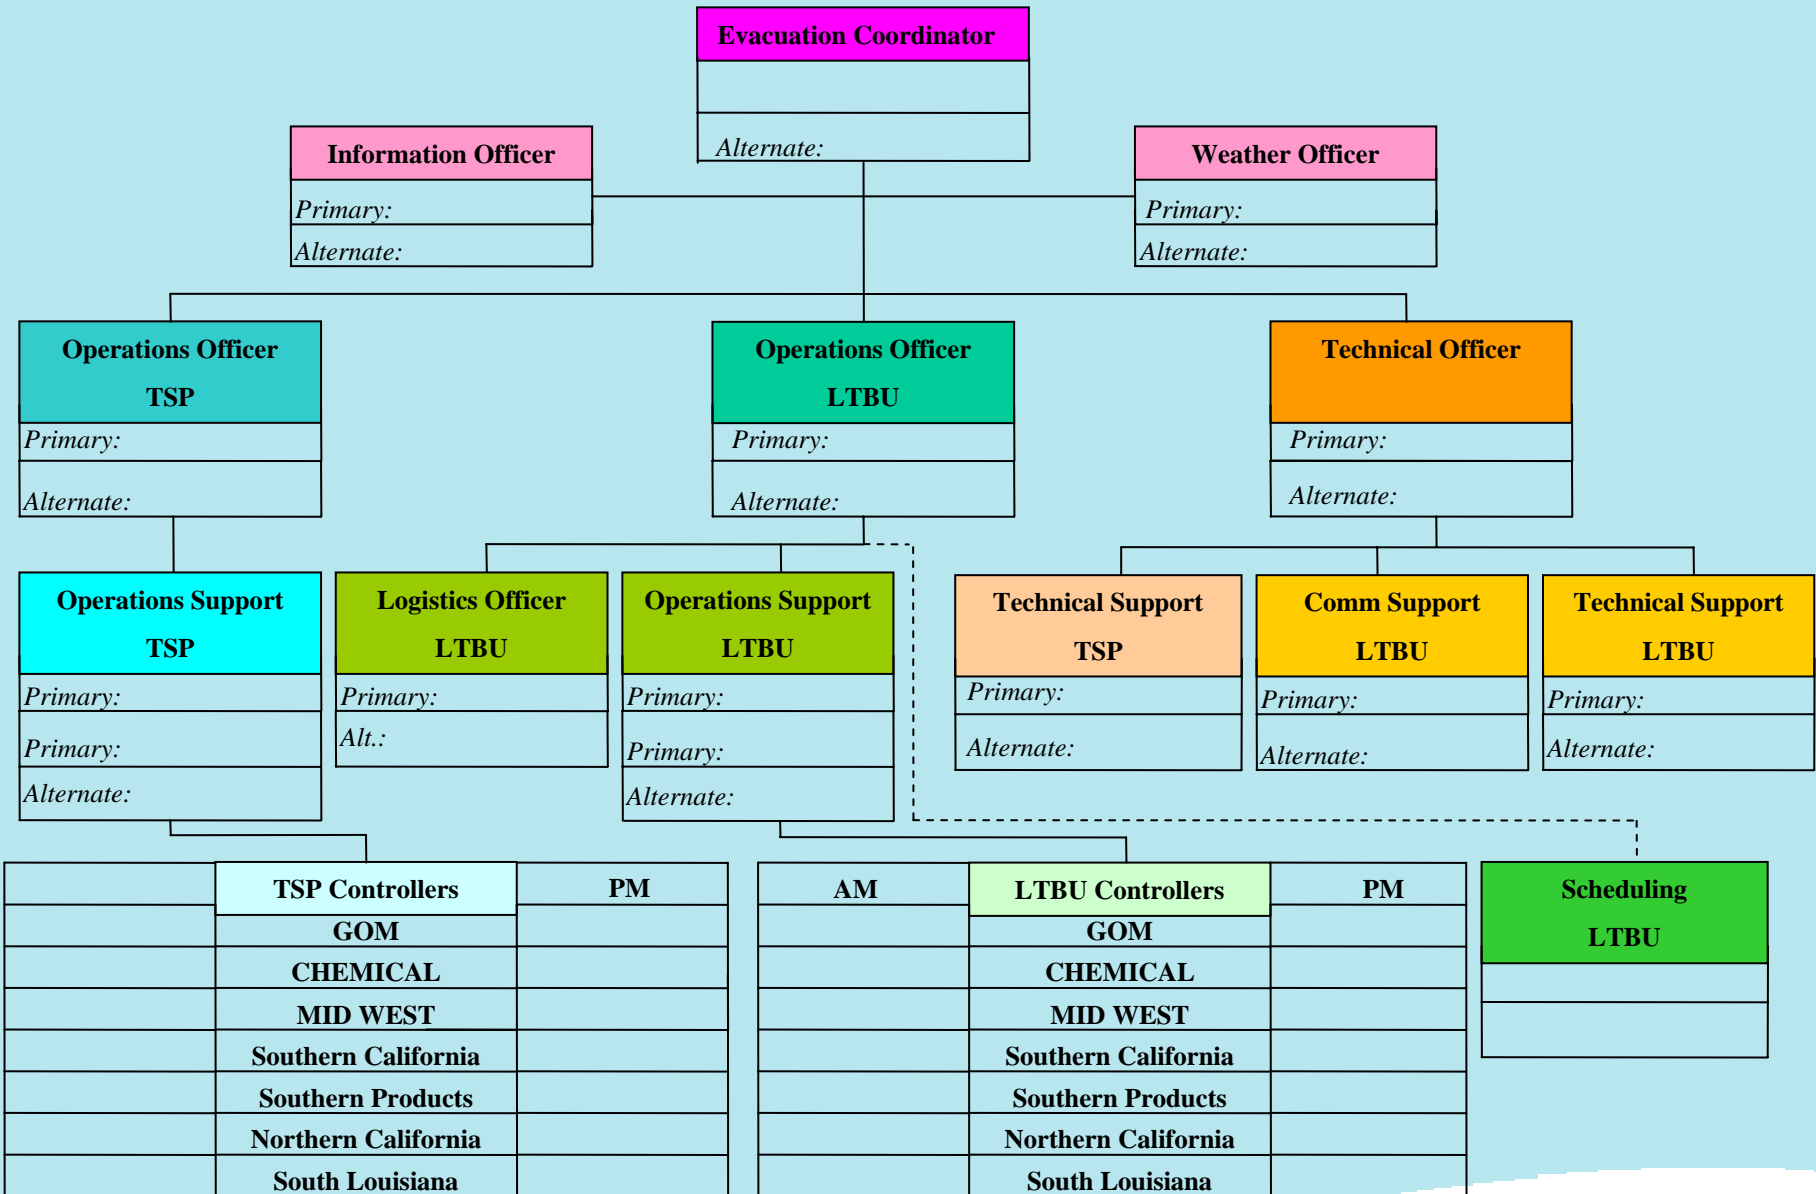 Evacuation Coordinator
Alternate:
Information Officer
Primary:
Alternate:
Weather Officer
Primary:
Alternate:
Operations Officer
TSP
Primary:
Alternate:
Operations Officer
LTBU
Primary:
Alternate:
Technical Officer
Primary:
Alternate:
Operations Support
TSP
Primary:
Primary:
Alternate:
Logistics Officer
LTBU
Primary:
Alt.:
Operations Support
LTBU
Primary:
Primary:
Alternate:
Technical Support
TSP
Primary:
Alternate:
Comm Support
LTBU
Primary:
Alternate:
Technical Support
LTBU
Primary:
Alternate:
TSP Controllers PM
GOM
CHEMICAL
MID WEST
Southern California
Southern Products
Northern California
South Louisiana
AM LTBU Controllers PM
GOM
CHEMICAL
MID WEST
Southern California
Southern Products
Northern California
South Louisiana
Scheduling
LTBU